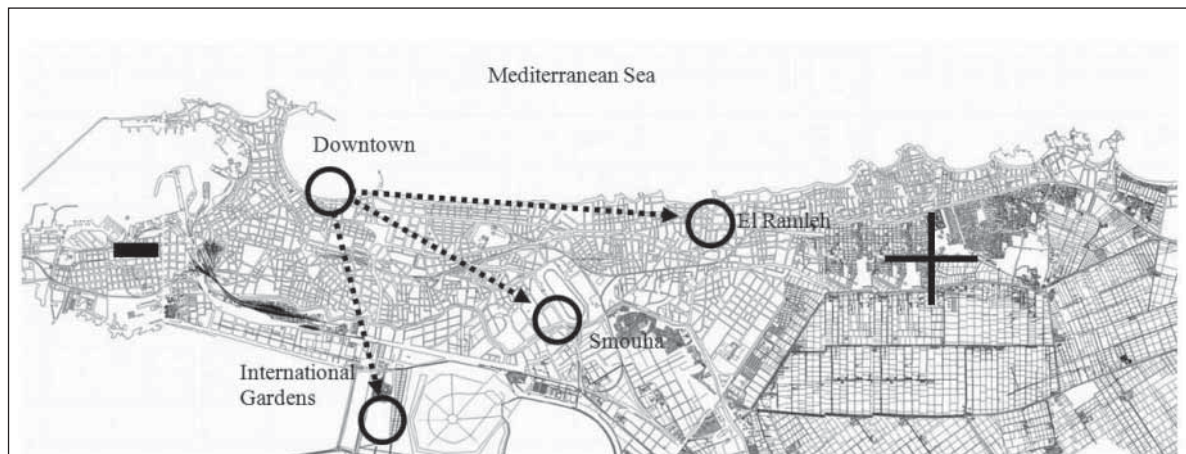 Mediterranean Sea
Downtown
El Ramleh
Smouha
International
Gardens